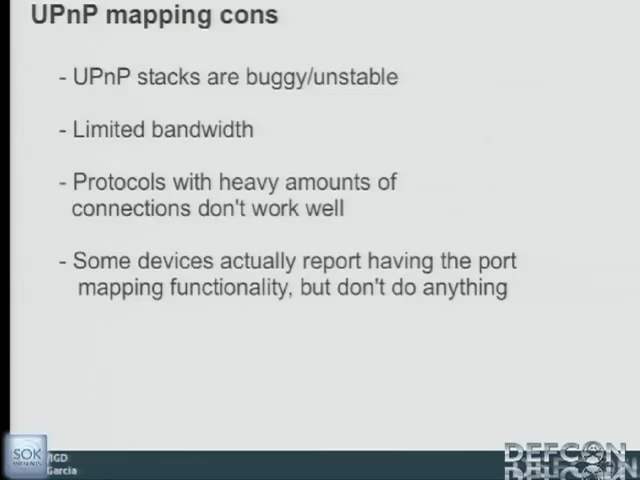 UPnP mapping cons
- UPnP stacks are buggy/unstable
- Limited bandwidth
- Protocols with heavy amounts of
connections don't work well
- Some devices actually report having the port
mapping functionality, but don't do anything
SOK
IGD
Garcia
DEFCON